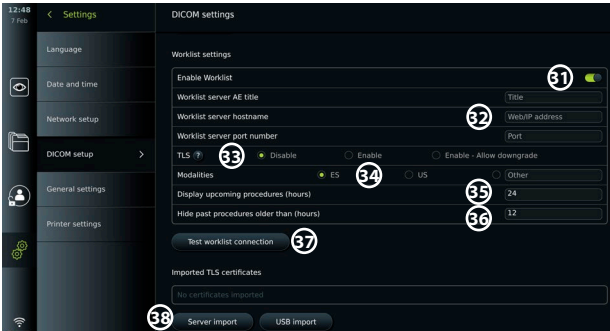 12:48
7 Feb
Settings
DICOM settings
Language
Date and time
Network setup
DICOM setup
General settings
Printer settings
Worklist settings
Enable Worklist 31
Worklist server AE title Title
Worklist server hostname 32 Web/IP address
Worklist server port number Port
TLS ? 33 Disable Enable Enable - Allow downgrade
Modalities ES 34 US Other
Display upcoming procedures (hours) 35 24
Hide past procedures older than (hours) 36 12
Test worklist connection 37
Imported TLS certificates
No certificates imported
38 Server import USB import